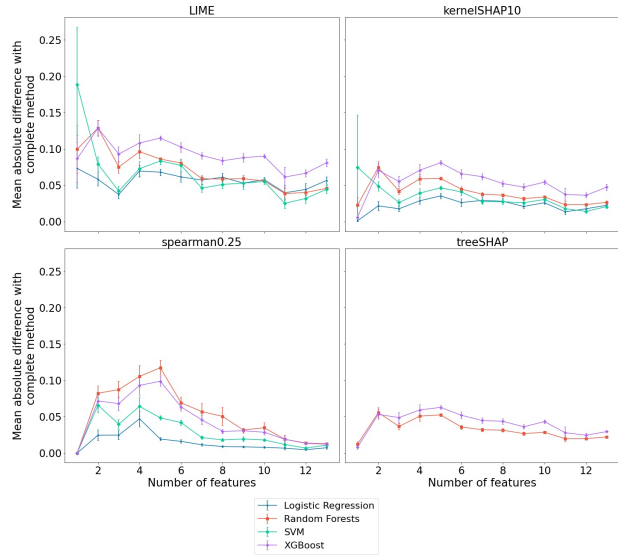 LIME
kernelSHAP10
Mean absolute difference with
complete method
0.25
0.20
0.15
0.10
0.05
0.00
spearman0.25
treeSHAP
Mean absolute difference with
complete method
0.25
0.20
0.15
0.10
0.05
0.00
2 4 6 8 10 12
2 4 6 8 10 12
Number of features
Number of features
Logistic Regression
Random Forests
SVM
XGBoost